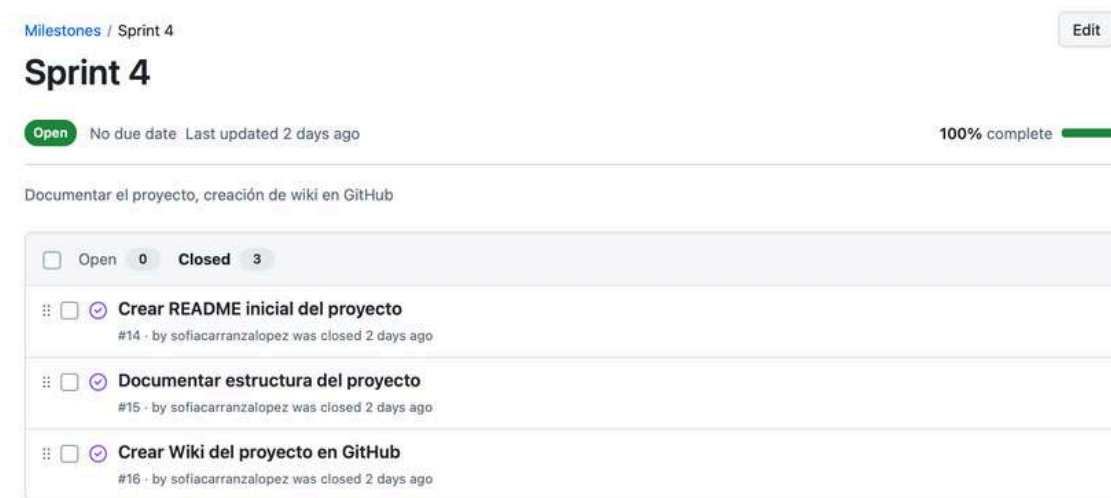 Milestones / Sprint 4
Edit
Sprint 4
Open No due date Last updated 2 days ago
100% complete
Documentar el proyecto, creación de wiki en GitHub
Open 0 Closed 3
Crear README inicial del proyecto
#14 · by sofiacarranzalopez was closed 2 days ago
Documentar estructura del proyecto
#15 · by sofiacarranzalopez was closed 2 days ago
Crear Wiki del proyecto en GitHub
#16 · by sofiacarranzalopez was closed 2 days ago